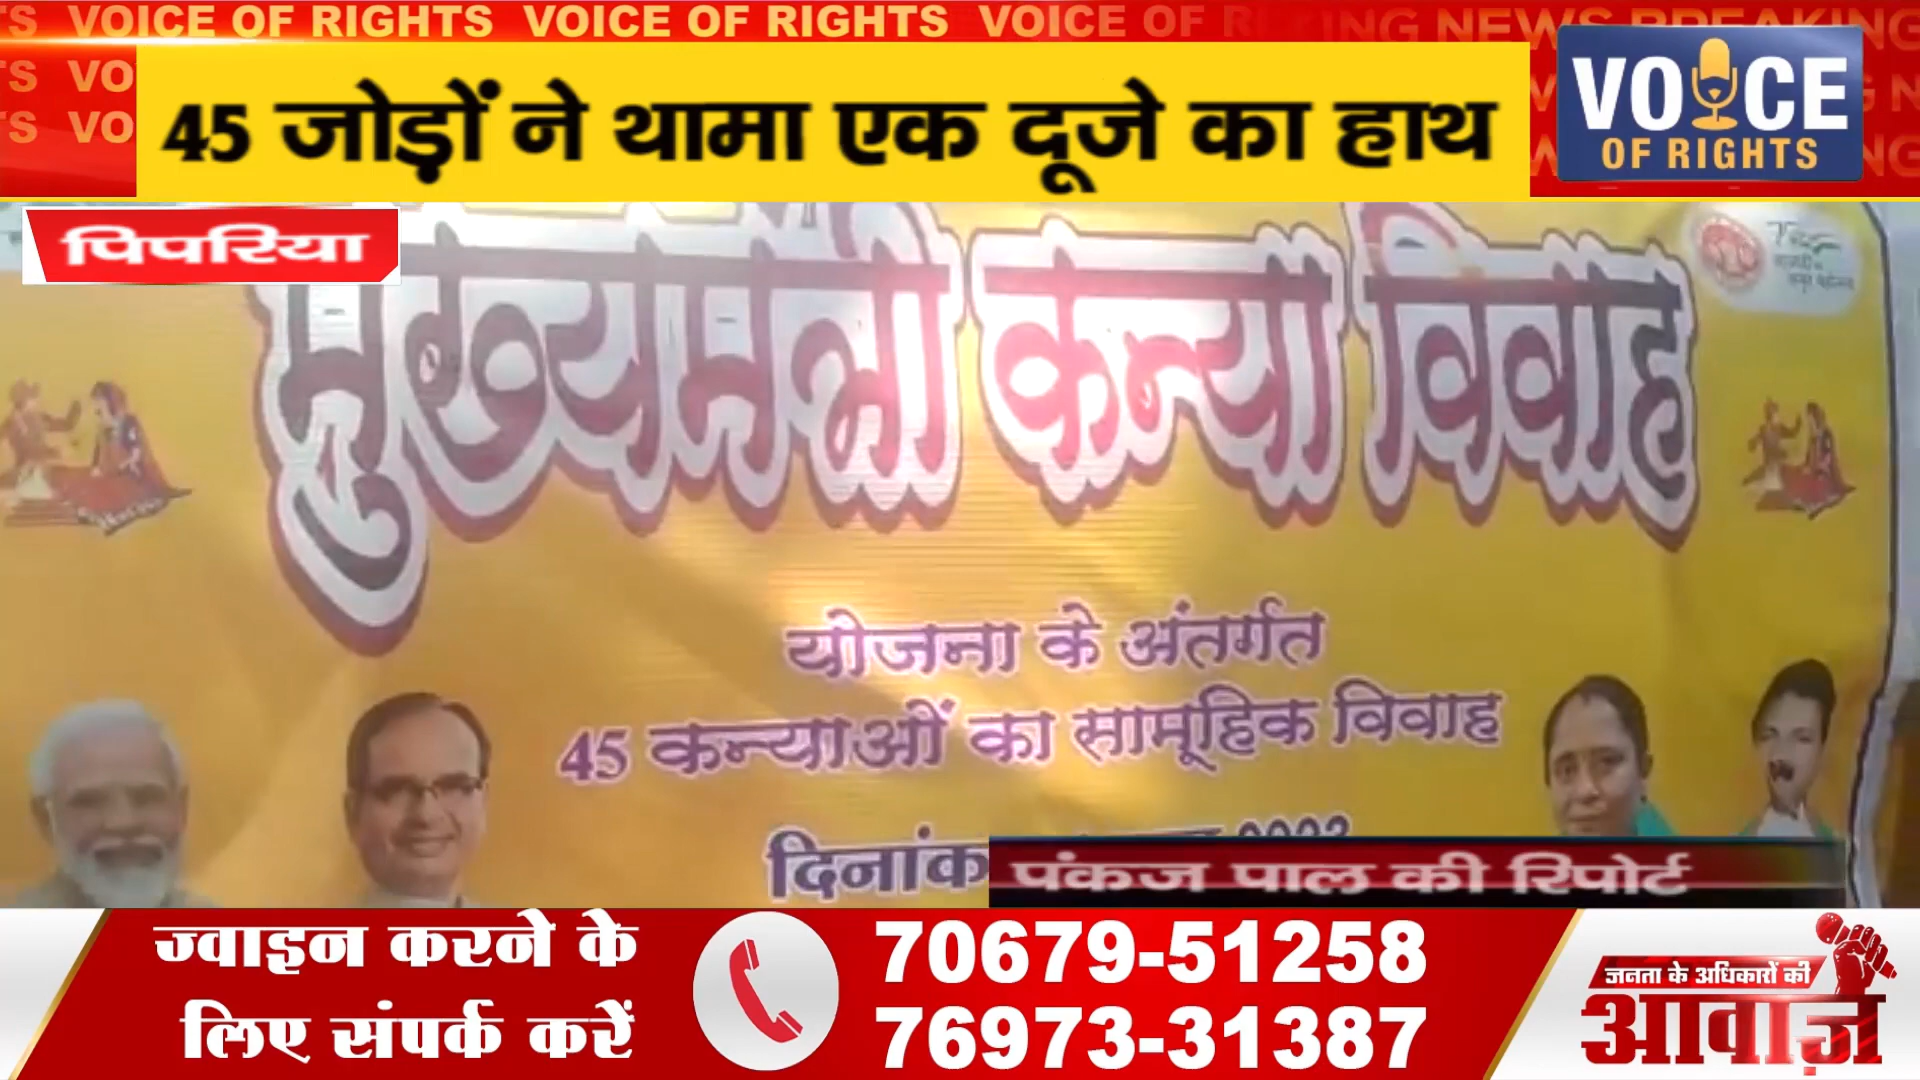 VOICE OF RIGHTS VOICE OF RIGHTS VOICE OF
45 जोड़ों ने थामा एक दूजे का हाथ
VOICE
OF RIGHTS
पिपरिया
मुख्यमंत्री कन्या विवाह
योजना के अंतर्गत
45 कन्याओं का सामूहिक विवाह
दिनांक
पंकज पाल की रिपोर्ट
ज्वाइन करने के
लिए संपर्क करें
70679-51258
76973-31387
जनता के अधिकारों की
आवाज़